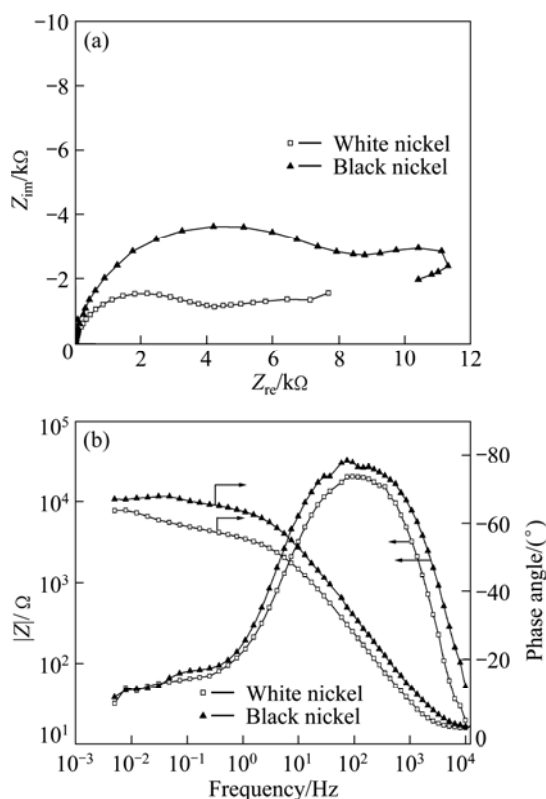 (a)
−10
−8
−6
−4
−2
0
Z_im/kΩ
White nickel
Black nickel
2 4 6 8 10 12
Z_re/kΩ
(b)
10^5
10^4
10^3
10^2
10^1
|Z|/ Ω
−80
−60
−40
−20
0
Phase angle/(°)
White nickel
Black nickel
10^−3 10^−2 10^−1 10^0 10^1 10^2 10^3 10^4
Frequency/Hz